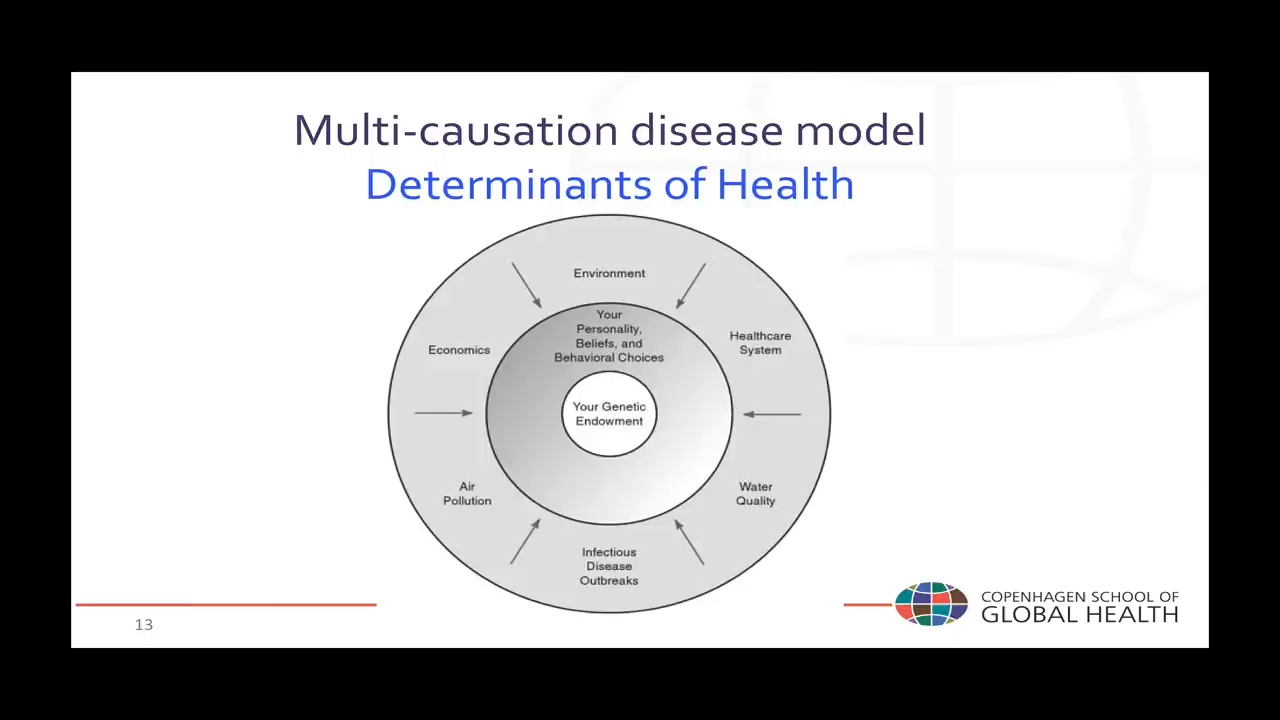 Multi-causation disease model
Determinants of Health
Environment
Your
Personality,
Beliefs, and
Behavioral Choices
Healthcare
System
Economics
Your Genetic
Endowment
Air
Pollution
Water
Quality
Infectious
Disease
Outbreaks
COPENHAGEN SCHOOL OF
GLOBAL HEALTH
13